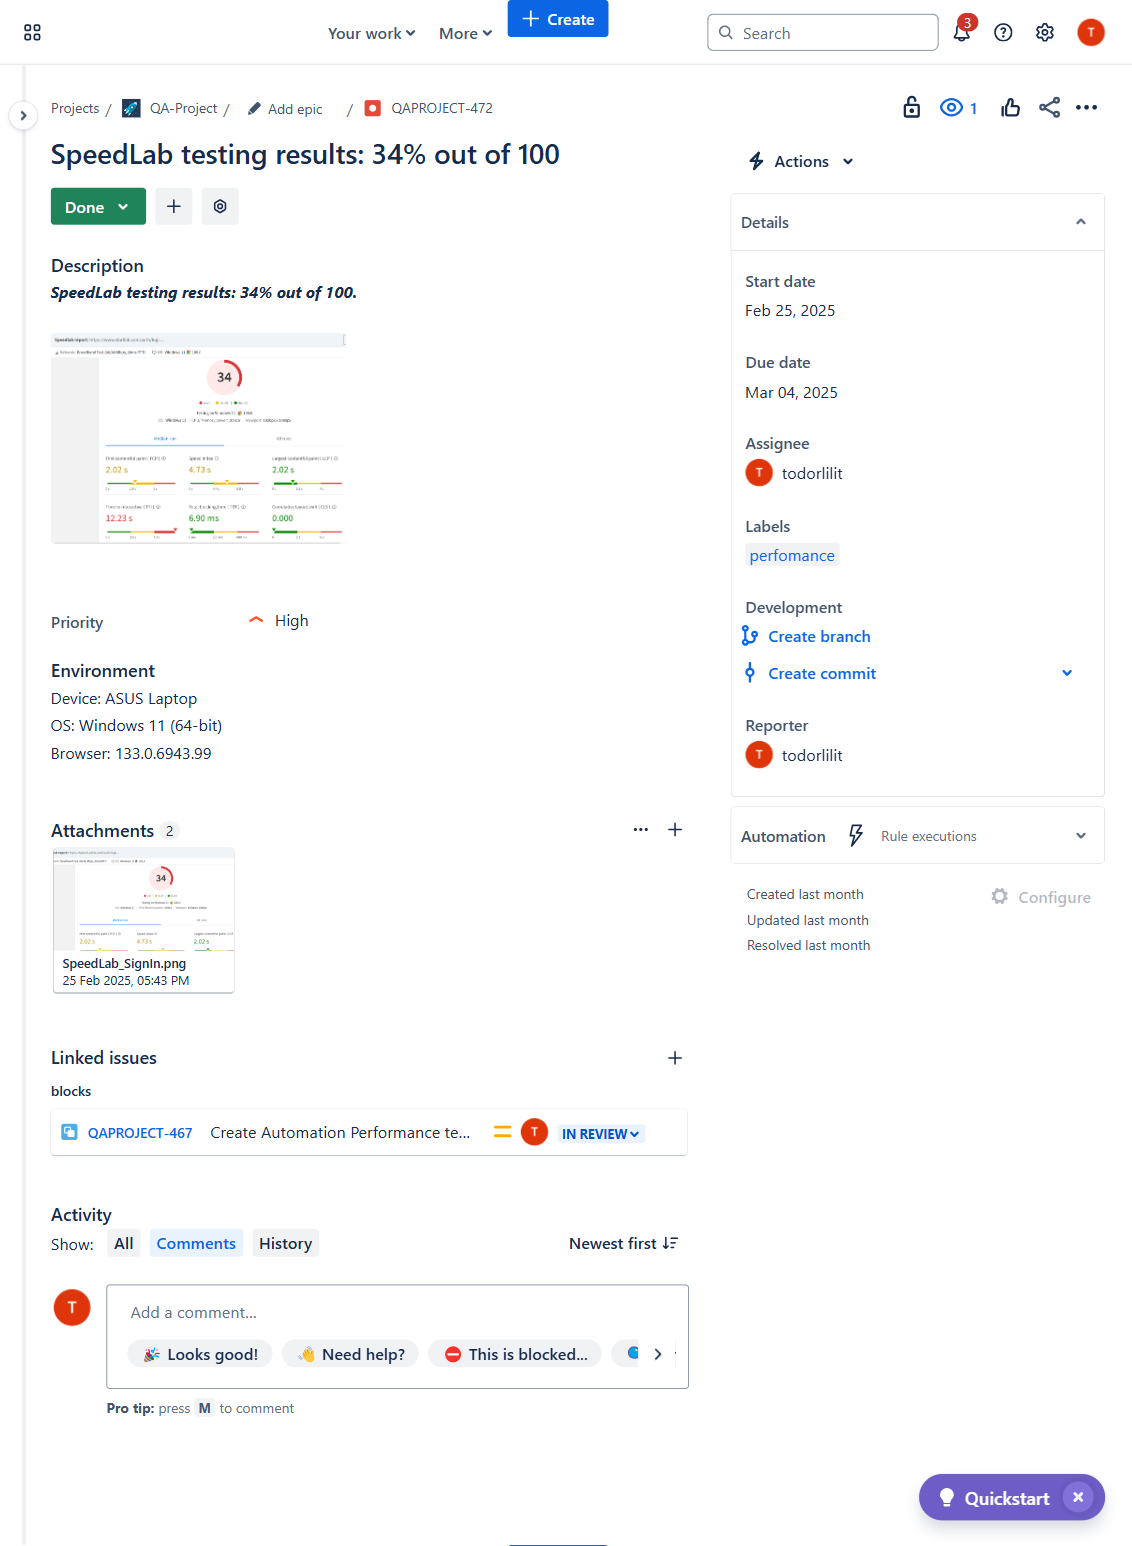 Your work
More
Create
Search
3
T
Projects / QA-Project / Add epic / QAPROJECT-472
1
SpeedLab testing results: 34% out of 100
Actions
Done
Details
Description
SpeedLab testing results: 34% out of 100.
34
2.02 s
4.73 s
2.02 s
12.23 s
6.90 ms
0.000
Priority
High
Environment
Device: ASUS Laptop
OS: Windows 11 (64-bit)
Browser: 133.0.6943.99
Start date
Feb 25, 2025
Due date
Mar 04, 2025
Assignee
T todorlilit
Labels
perfomance
Development
Create branch
Create commit
Reporter
T todorlilit
Attachments 2
34
2.02 s
4.73 s
2.02 s
SpeedLab_SignIn.png
25 Feb 2025, 05:43 PM
Automation
Rule executions
Created last month
Configure
Updated last month
Resolved last month
Linked issues
blocks
QAPROJECT-467 Create Automation Performance te... T IN REVIEW
Activity
Show: All Comments History
Newest first
T
Add a comment...
Looks good!
Need help?
This is blocked...
Pro tip: press M to comment
Quickstart